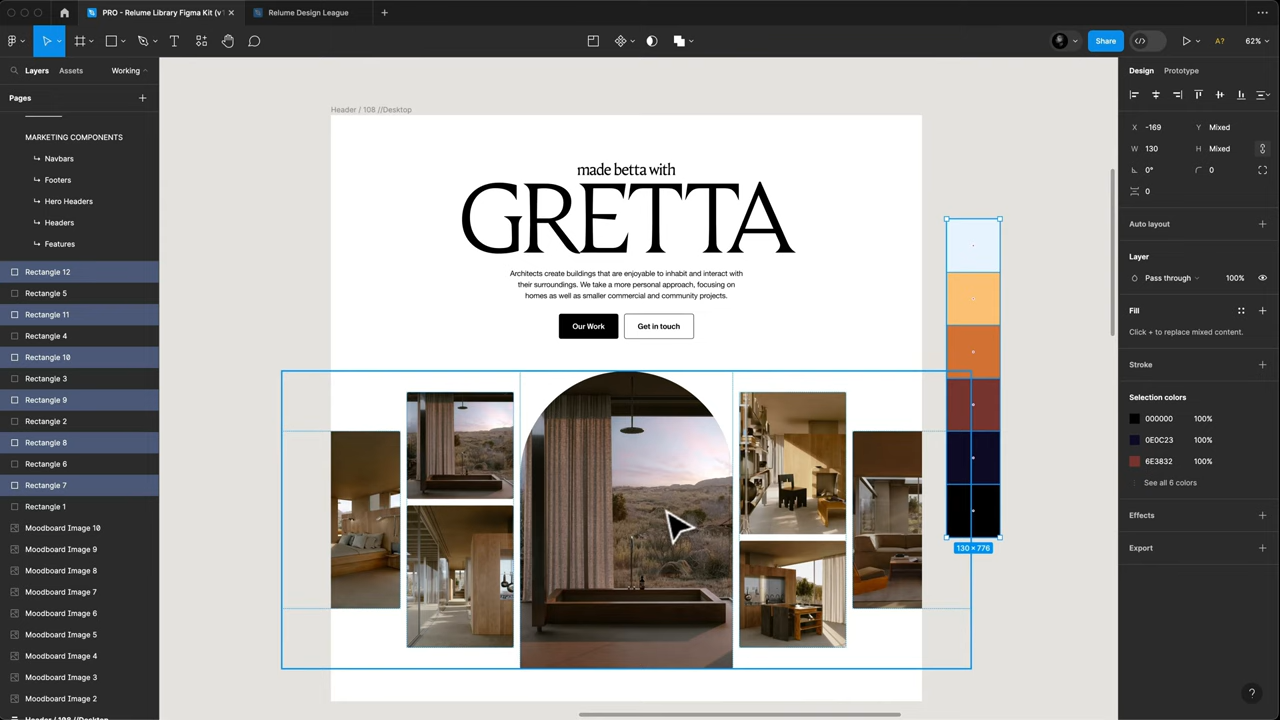 PRO - Relume Library Figma Kit (v1
Relume Design League
Share
A?
62%
Layers
Assets
Working
Pages
MARKETING COMPONENTS
Navbars
Footers
Hero Headers
Headers
Features
Rectangle 12
Rectangle 5
Rectangle 11
Rectangle 4
Rectangle 10
Rectangle 3
Rectangle 9
Rectangle 2
Rectangle 8
Rectangle 6
Rectangle 7
Rectangle 1
Moodboard Image 10
Moodboard Image 9
Moodboard Image 8
Moodboard Image 7
Moodboard Image 6
Moodboard Image 5
Moodboard Image 4
Moodboard Image 3
Moodboard Image 2
Header / 108 //Desktop
Header / 108 //Desktop
made betta with
GRETTA
Architects create buildings that are enjoyable to inhabit and interact with
their surroundings. We take a more personal approach, focusing on
homes as well as smaller commercial and community projects.
Our Work
Get in touch
130 × 776
Design
Prototype
X -169 Y Mixed
W 130 H Mixed
0° 0
0
Auto layout
Layer
Pass through 100%
Fill
Click + to replace mixed content.
Stroke
Selection colors
000000 100%
0E0C23 100%
6E3832 100%
See all 6 colors
Effects
Export
?